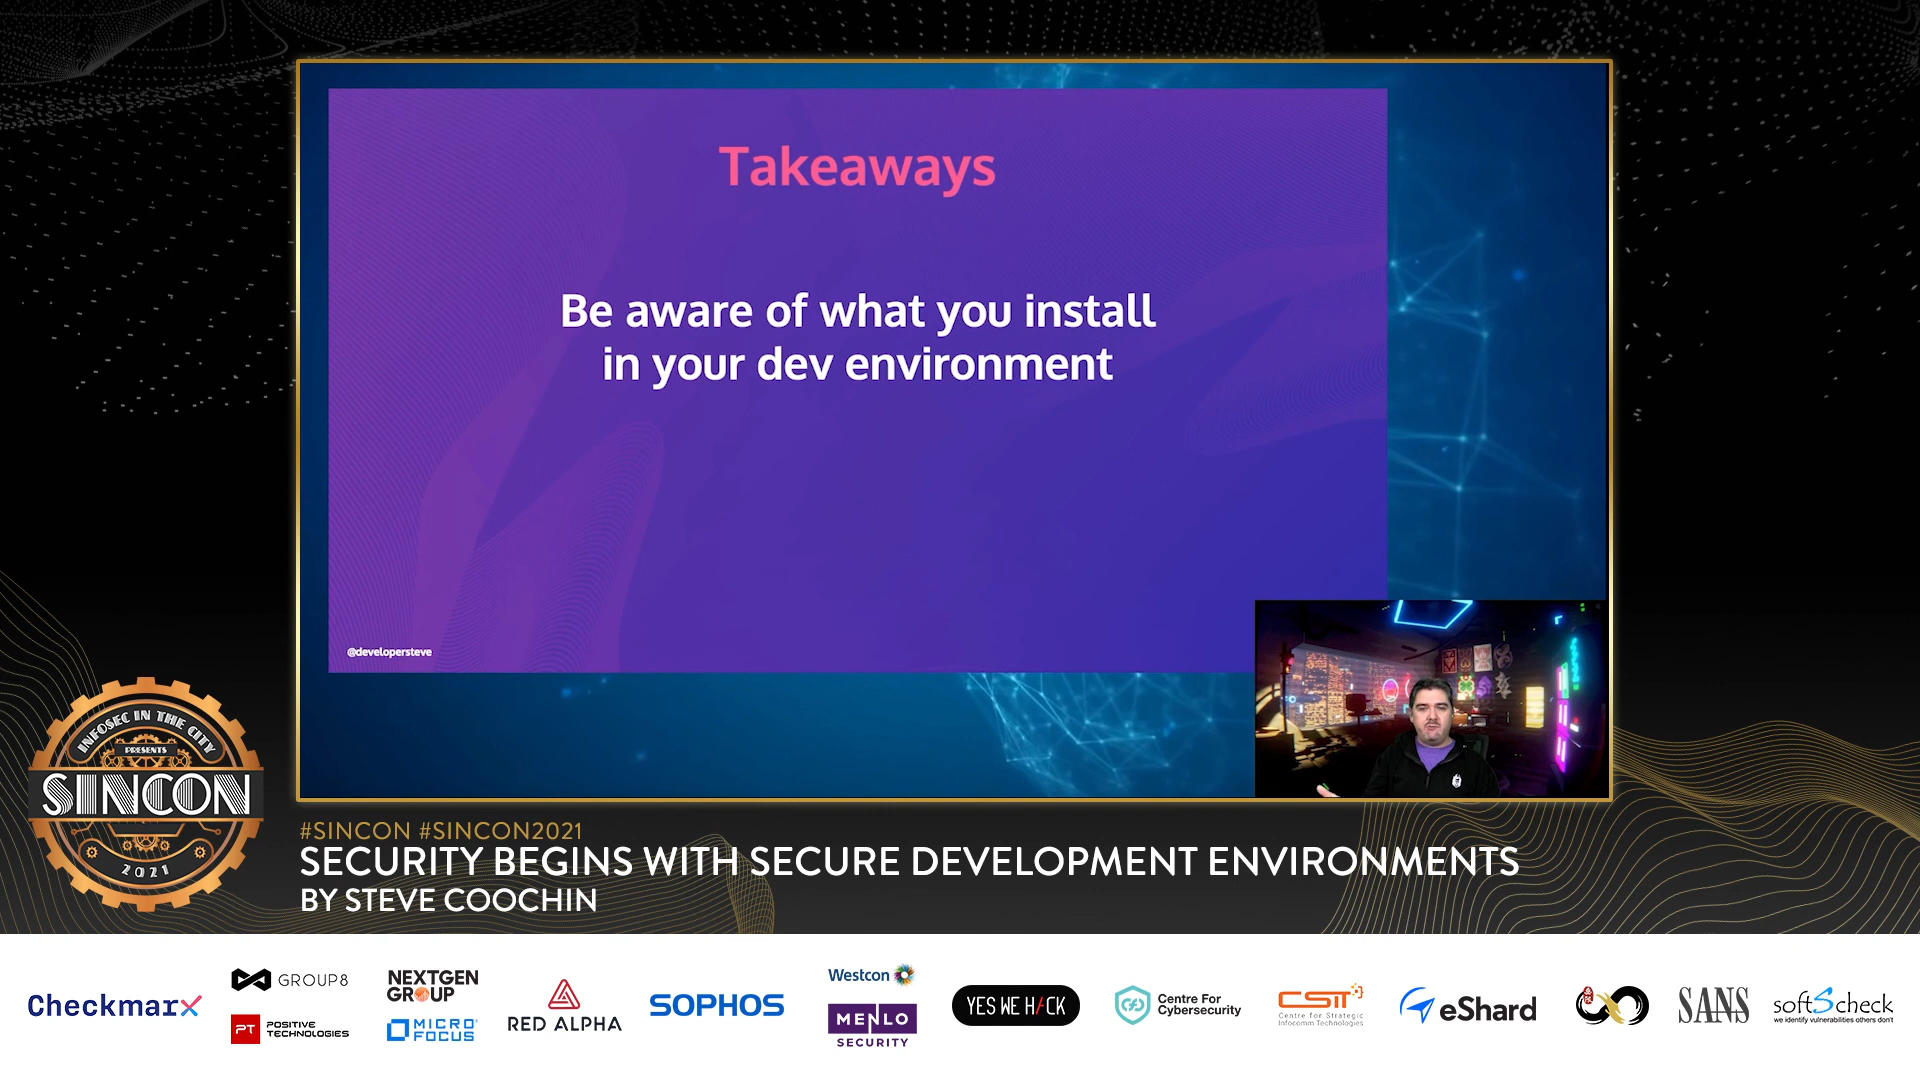 Takeaways
Be aware of what you install
in your dev environment
@developersteve
INFOSEC IN THE CITY
PRESENTS
SINCON
2021
#SINCON #SINCON2021
SECURITY BEGINS WITH SECURE DEVELOPMENT ENVIRONMENTS
BY STEVE COOCHIN
Checkmarx
GROUP8
PT POSITIVE
TECHNOLOGIES
NEXTGEN
GROUP
MICRO
FOCUS
RED ALPHA
SOPHOS
Westcon
MENLO
SECURITY
YES WE H/CK
Centre For
Cybersecurity
CSIT
Centre for Strategic
Infocomm Technologies
eShard
SANS
softScheck
we identify vulnerabilities others don't